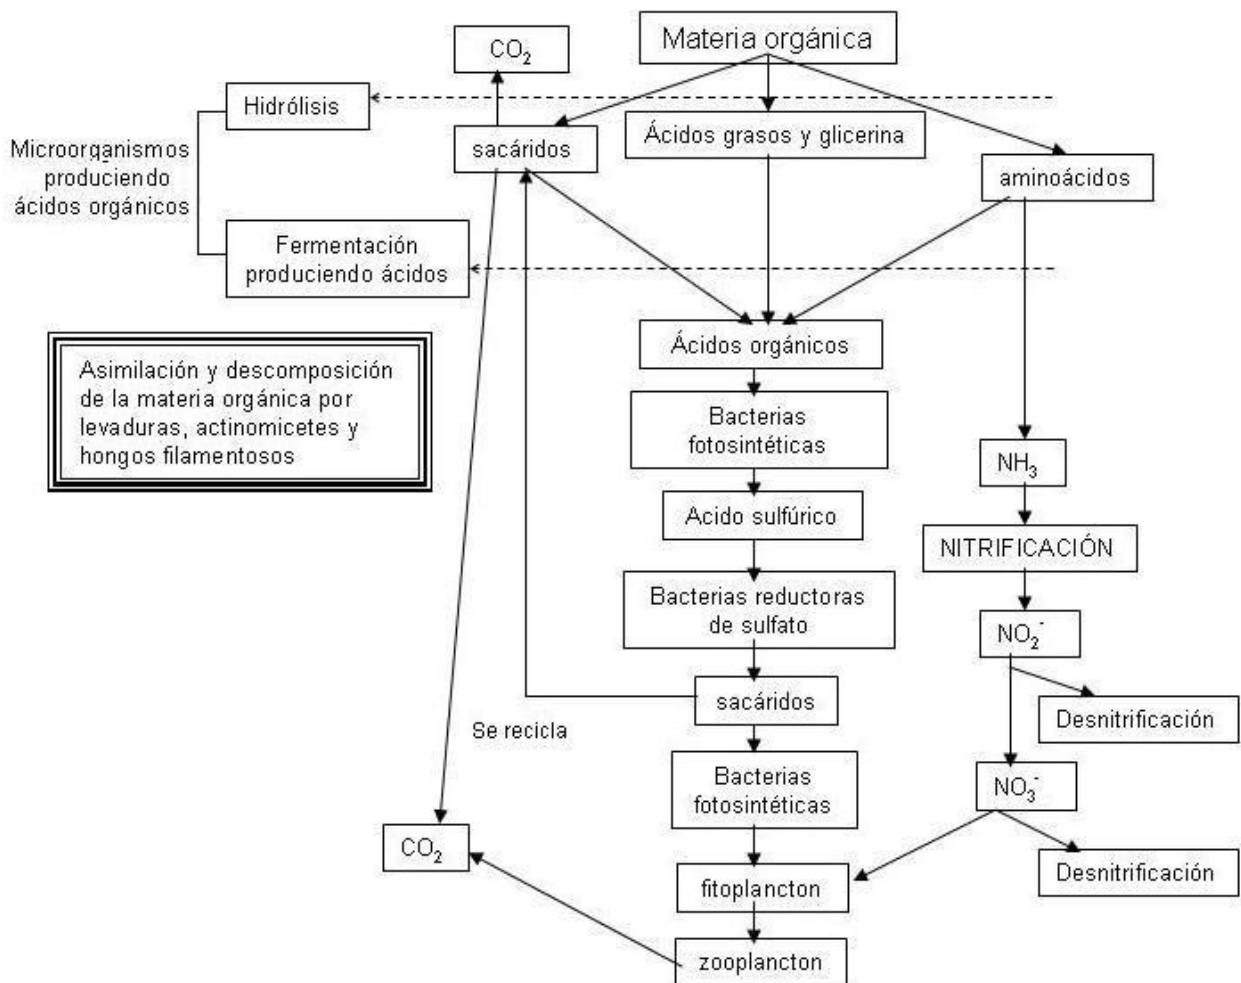 CO₂
Materia orgánica
Hidrólisis
Microorganismos
produciendo
ácidos orgánicos
sacáridos
Ácidos grasos y glicerina
aminoácidos
Fermentación
produciendo ácidos
Ácidos orgánicos
Asimilación y descomposición
de la materia orgánica por
levaduras, actinomicetes y
hongos filamentosos
Bacterias
fotosintéticas
NH₃
Acido sulfúrico
NITRIFICACIÓN
Bacterias reductoras
de sulfato
NO₂⁻
sacáridos
Desnitrificación
Se recicla
Bacterias
fotosintéticas
NO₃⁻
CO₂
fitoplancton
Desnitrificación
zooplancton